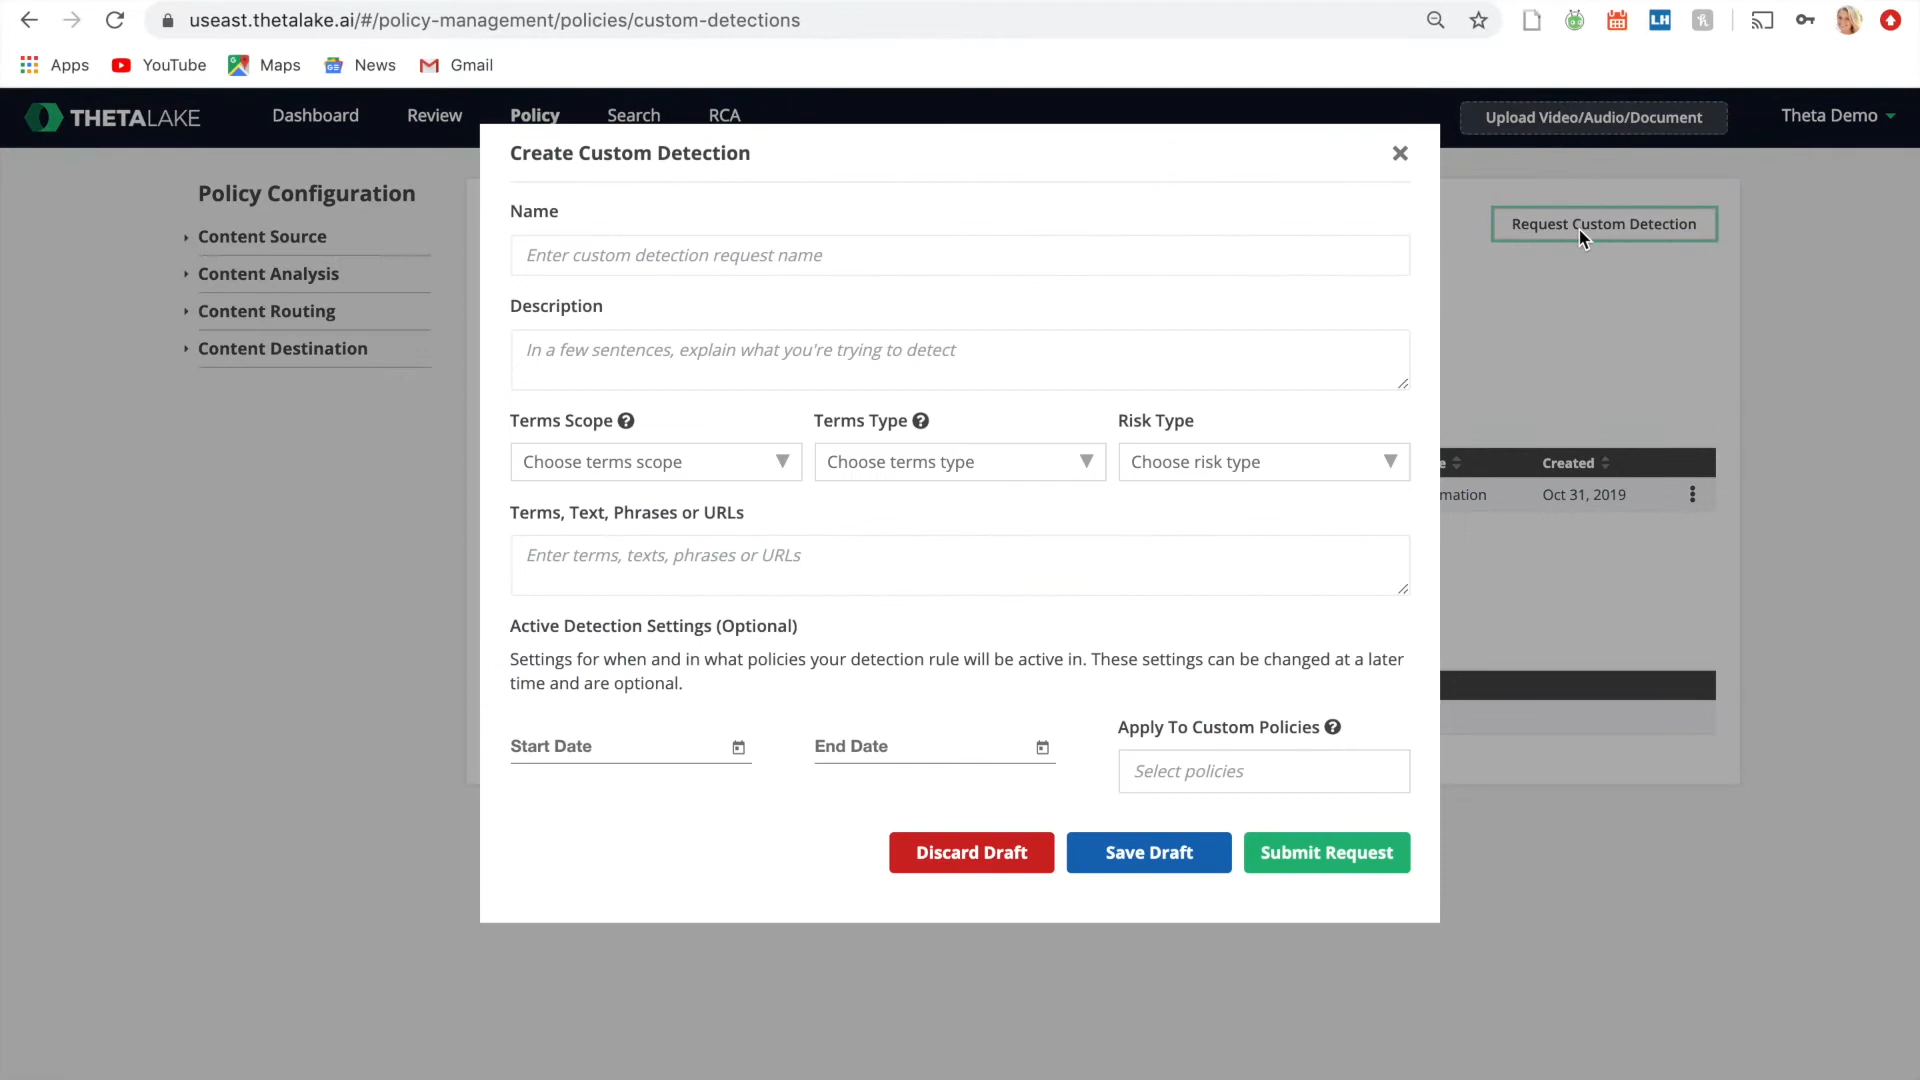 useast.thetalake.ai/#/policy-management/policies/custom-detections
LH
Apps
YouTube
Maps
News
Gmail
THETALAKE
Dashboard
Review
Policy
Search
RCA
Upload Video/Audio/Document
Theta Demo
Policy Configuration
Content Source
Content Analysis
Content Routing
Content Destination
Request Custom Detection
Create Custom Detection
Name
Enter custom detection request name
Description
In a few sentences, explain what you're trying to detect
Terms Scope ?
Terms Type ?
Risk Type
Choose terms scope
Choose terms type
Choose risk type
e
Created
mation
Oct 31, 2019
Terms, Text, Phrases or URLs
Enter terms, texts, phrases or URLs
Active Detection Settings (Optional)
Settings for when and in what policies your detection rule will be active in. These settings can be changed at a later
time and are optional.
Start Date
End Date
Apply To Custom Policies ?
Select policies
Discard Draft
Save Draft
Submit Request